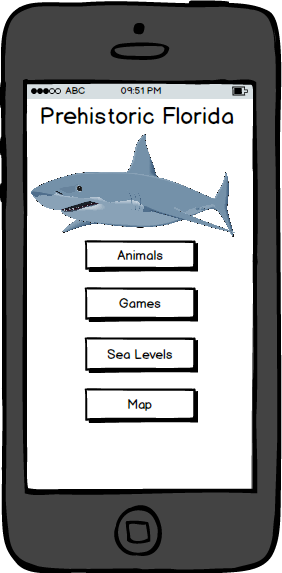 ABC 09:51 PM
Prehistoric Florida
Animals
Games
Sea Levels
Map